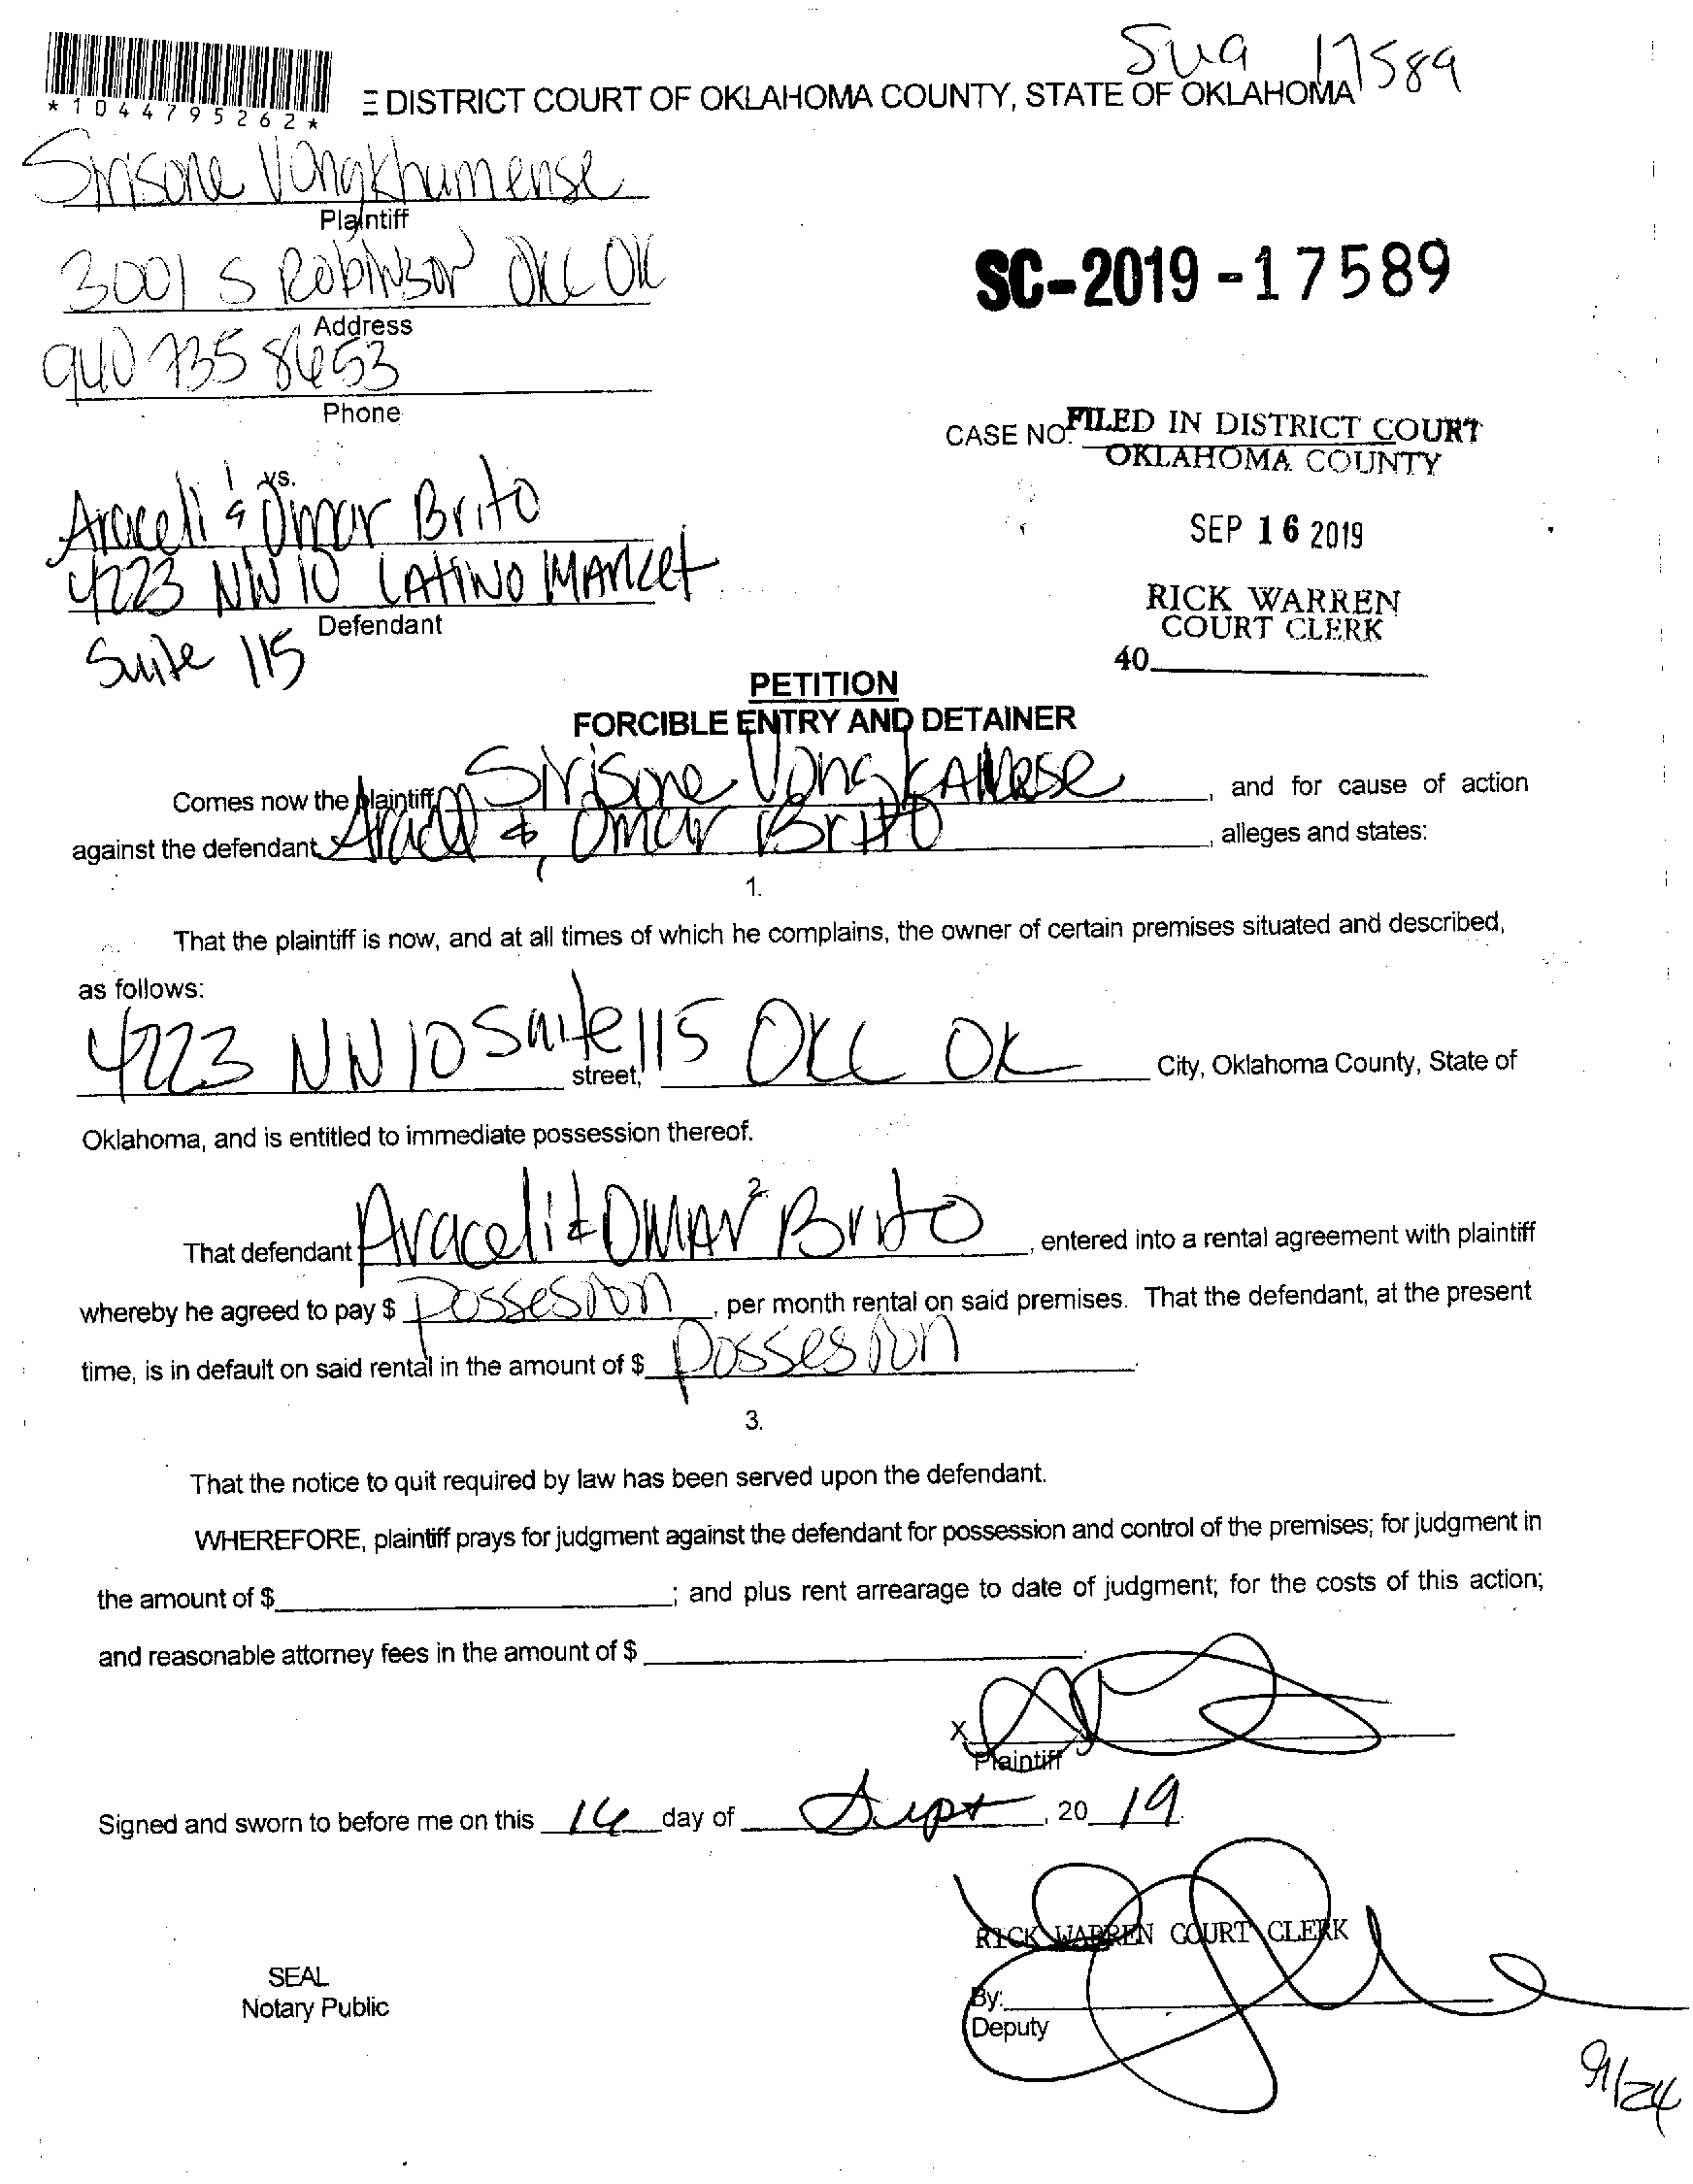 Sua 17589
*1044795262*
E DISTRICT COURT OF OKLAHOMA COUNTY, STATE OF OKLAHOMA
Sirisone Vongkhumense
Plaintiff
3001 S Robinson OKC OK
Address
SC-2019-17589
940 735 8653
Phone
CASE NO. FILED IN DISTRICT COURT
OKLAHOMA COUNTY
vs.
Araceli & Omar Brito
SEP 16 2019
4223 NW 10 LATINO MARKet
Defendant
RICK WARREN
COURT CLERK
Suite 115
40
PETITION
FORCIBLE ENTRY AND DETAINER
Comes now the plaintiff, Sirisone , and for cause of action
against the defendant, & Omar Brito , alleges and states:
1.
That the plaintiff is now, and at all times of which he complains, the owner of certain premises situated and described,
as follows:
4223 NW 10 Suite 115 OKC OK
street, City, Oklahoma County, State of
Oklahoma, and is entitled to immediate possession thereof.
2.
That defendant Araceli & OMAR Brito , entered into a rental agreement with plaintiff
whereby he agreed to pay $ Possesion , per month rental on said premises. That the defendant, at the present
time, is in default on said rental in the amount of $ Possesion .
3.
That the notice to quit required by law has been served upon the defendant.
WHEREFORE, plaintiff prays for judgment against the defendant for possession and control of the premises; for judgment in
the amount of $ ; and plus rent arrearage to date of judgment; for the costs of this action;
and reasonable attorney fees in the amount of $ .
X
Plaintiff
Signed and sworn to before me on this 16 day of Sept , 20 19.
RICK WARREN COURT CLERK
SEAL
Notary Public
By:
Deputy
9/24